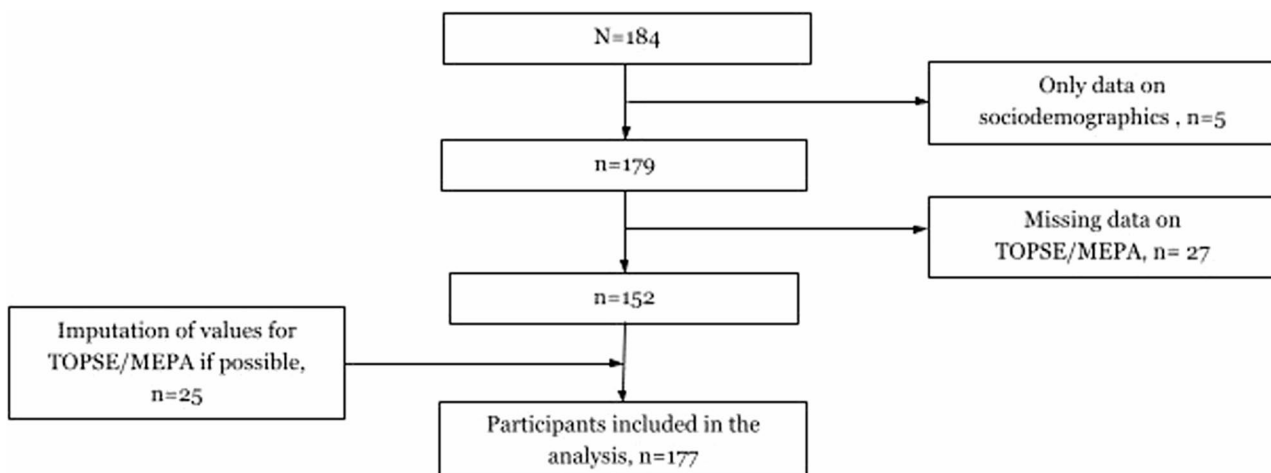 N=184
Only data on
sociodemographics , n=5
n=179
Missing data on
TOPSE/MEPA, n= 27
n=152
Imputation of values for
TOPSE/MEPA if possible,
n=25
Participants included in the
analysis, n=177